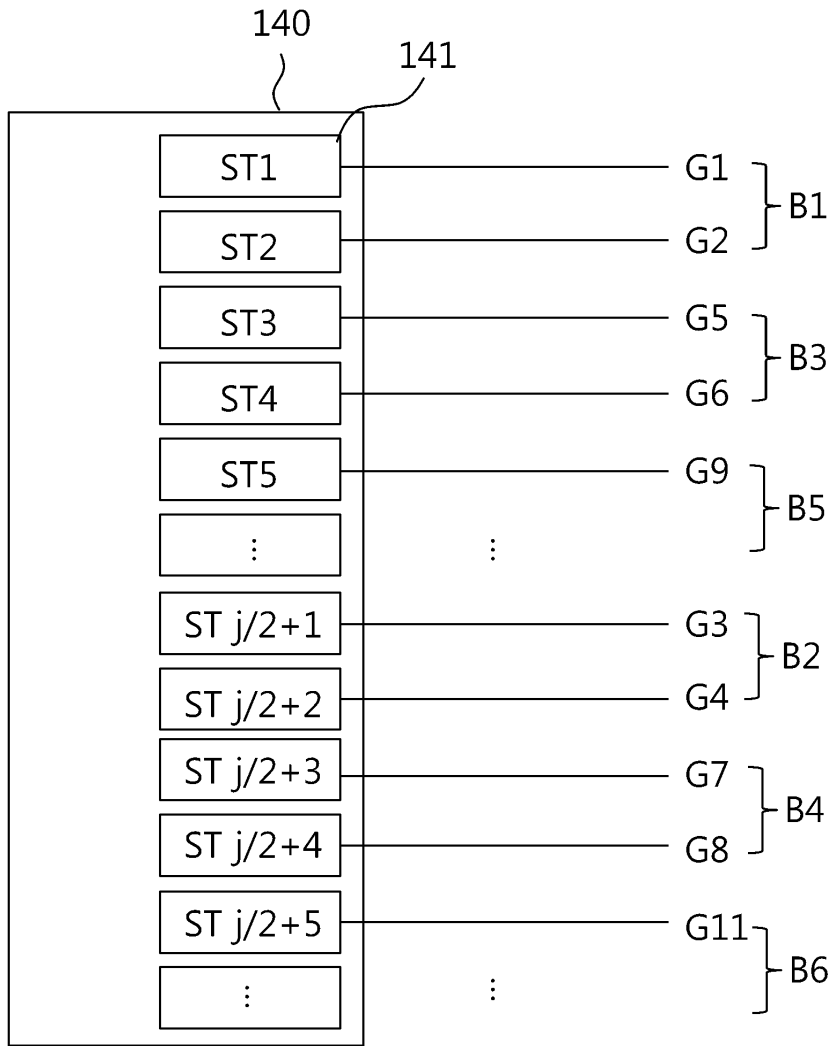 140
141
ST1 G1
B1
ST2 G2
ST3 G5
B3
ST4 G6
ST5 G9
B5
⋮ ⋮
ST j/2+1 G3
B2
ST j/2+2 G4
ST j/2+3 G7
B4
ST j/2+4 G8
ST j/2+5 G11
B6
⋮ ⋮